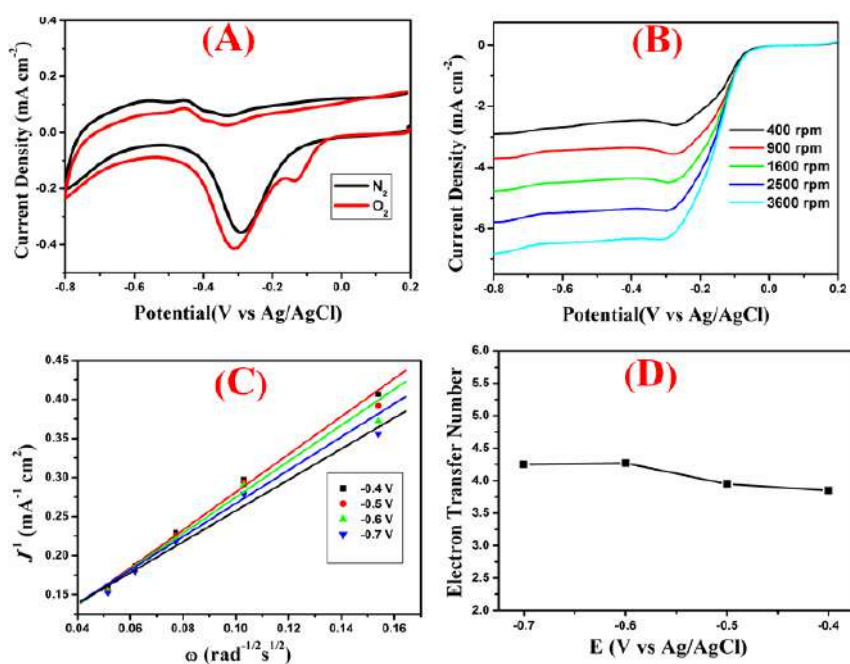 (A)
Current Density (mA cm-2)
0.4
0.2
0.0
-0.2
-0.4
N2
O2
-0.8 -0.6 -0.4 -0.2 0.0 0.2
Potential(V vs Ag/AgCl)
(B)
Current Density (mA cm-2)
0
-2
-4
-6
400 rpm
900 rpm
1600 rpm
2500 rpm
3600 rpm
-0.8 -0.6 -0.4 -0.2 0.0 0.2
Potential(V vs Ag/AgCl)
(C)
J-1 (mA-1 cm2)
0.45
0.40
0.35
0.30
0.25
0.20
0.15
-0.4 V
-0.5 V
-0.6 V
-0.7 V
0.04 0.06 0.08 0.10 0.12 0.14 0.16
ω (rad-1/2s1/2)
(D)
Electron Transfer Number
6.0
5.5
5.0
4.5
4.0
3.5
3.0
2.5
2.0
-0.7 -0.6 -0.5 -0.4
E (V vs Ag/AgCl)